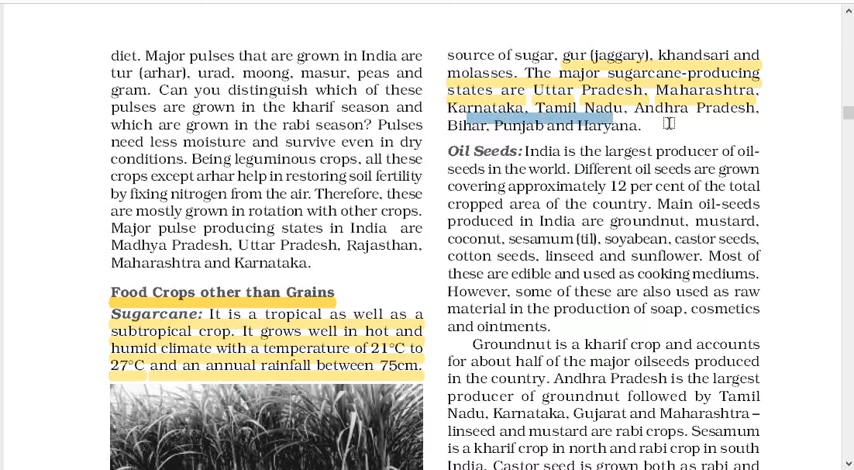 diet. Major pulses that are grown in India are
tur (arhar), urad, moong, masur, peas and
gram. Can you distinguish which of these
pulses are grown in the kharif season and
which are grown in the rabi season? Pulses
need less moisture and survive even in dry
conditions. Being leguminous crops, all these
crops except arhar help in restoring soil fertility
by fixing nitrogen from the air. Therefore, these
are mostly grown in rotation with other crops.
Major pulse producing states in India are
Madhya Pradesh, Uttar Pradesh, Rajasthan,
Maharashtra and Karnataka.
Food Crops other than Grains
Sugarcane: It is a tropical as well as a
subtropical crop. It grows well in hot and
humid climate with a temperature of 21°C to
27°C and an annual rainfall between 75cm.
source of sugar, gur (jaggary), khandsari and
molasses. The major sugarcane-producing
states are Uttar Pradesh, Maharashtra,
Karnataka, Tamil Nadu, Andhra Pradesh,
Bihar, Punjab and Haryana.
Oil Seeds: India is the largest producer of oil-
seeds in the world. Different oil seeds are grown
covering approximately 12 per cent of the total
cropped area of the country. Main oil-seeds
produced in India are groundnut, mustard,
coconut, sesamum (til), soyabean, castor seeds,
cotton seeds, linseed and sunflower. Most of
these are edible and used as cooking mediums.
However, some of these are also used as raw
material in the production of soap, cosmetics
and ointments.
Groundnut is a kharif crop and accounts
for about half of the major oilseeds produced
in the country. Andhra Pradesh is the largest
producer of groundnut followed by Tamil
Nadu, Karnataka, Gujarat and Maharashtra –
linseed and mustard are rabi crops. Sesamum
is a kharif crop in north and rabi crop in south
India. Castor seed is grown both as rabi and